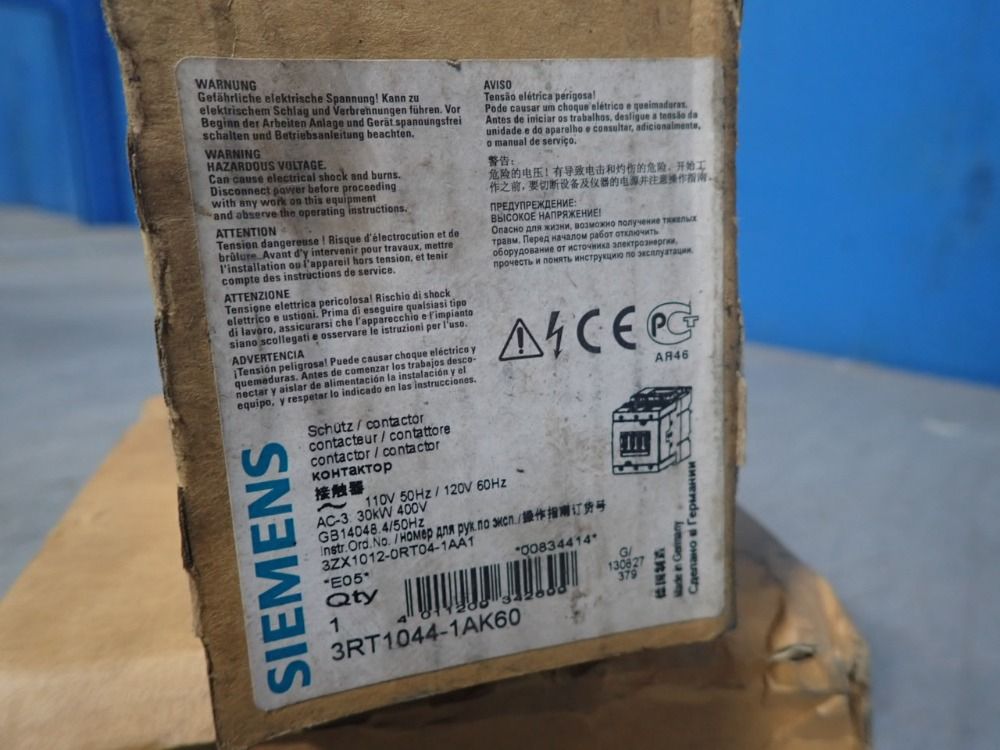 WARNUNG
Gefährliche elektrische Spannung! Kann zu
elektrischem Schlag und Verbrennungen führen. Vor
Beginn der Arbeiten Anlage und Gerät spannungsfrei
schalten und Betriebsanleitung beachten.
WARNING
HAZARDOUS VOLTAGE.
Can cause electrical shock and burns.
Disconnect power before proceeding
with any work on this equipment
and observe the operating instructions.
ATTENTION
Tension dangereuse ! Risque d'électrocution et de
brûlure. Avant d'y intervenir pour travaux, mettre
l'installation ou l'appareil hors tension, et tenir
compte des instructions de service.
ATTENZIONE
Tensione elettrica pericolosa! Rischio di shock
elettrico e ustioni. Prima di eseguire qualsiasi tipo
di lavoro, assicurarsi che l'apparecchio e l'impianto
siano scollegati e osservare le istruzioni per l'uso.
ADVERTENCIA
¡Tensión peligrosa! Puede causar choque eléctrico y
quemaduras. Antes de comenzar los trabajos desco-
nectar y aislar de alimentación la instalación y el
equipo, y respetar lo indicado en las instrucciones.
AVISO
Tensão elétrica perigosa!
Pode causar um choque elétrico e queimaduras.
Antes de iniciar os trabalhos, desligue a tensão da
unidade e do aparelho e consultar, adicionalmente,
o manual de serviço.
警告:
危险的电压! 有导致电击和灼伤的危险。开始工
作之前, 要切断设备及仪器的电源并注意操作指南
ПРЕДУПРЕЖДЕНИЕ:
ВЫСОКОЕ НАПРЯЖЕНИЕ!
Опасно для жизни, возможно получение тяжелых
травм. Перед началом работ отключить
оборудование от источника электроэнергии,
прочесть и понять инструкцию по эксплуатации.
CE
АЯ46
SIEMENS
Schütz / contactor
contacteur / contattore
contactor / contactor
контактор
接触器
~ 110V 50Hz / 120V 60Hz
AC-3, 30kW 400V
GB14048.4/50Hz
Instr.Ord.No. /Номер для рук.по эксп./操作指南订货号
3ZX1012-0RT04-1AA1
*E05* *00834414*
Qty
1
4 011209 342866
3RT1044-1AK60
G/
130827
379
德国制造
Made in Germany
Сделано в Германии